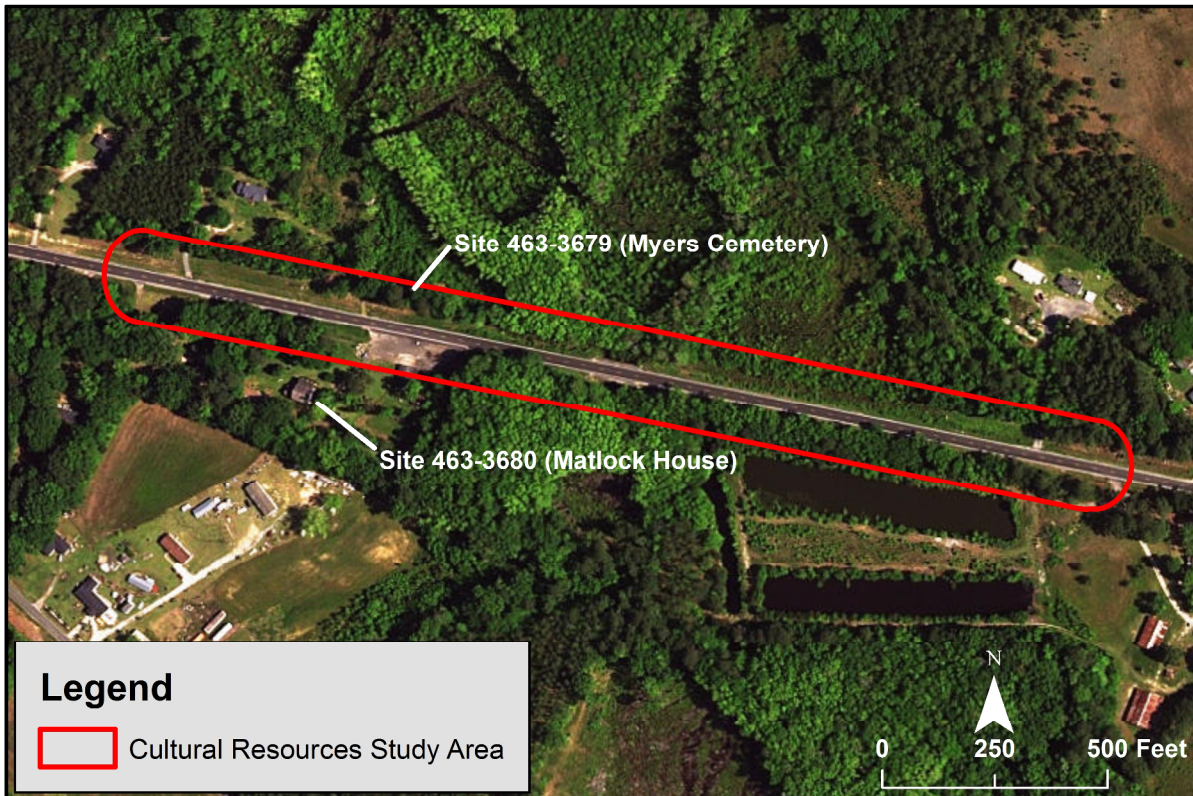 Site 463-3679 (Myers Cemetery)
Site 463-3680 (Matlock House)
Legend
Cultural Resources Study Area
N
0 250 500 Feet